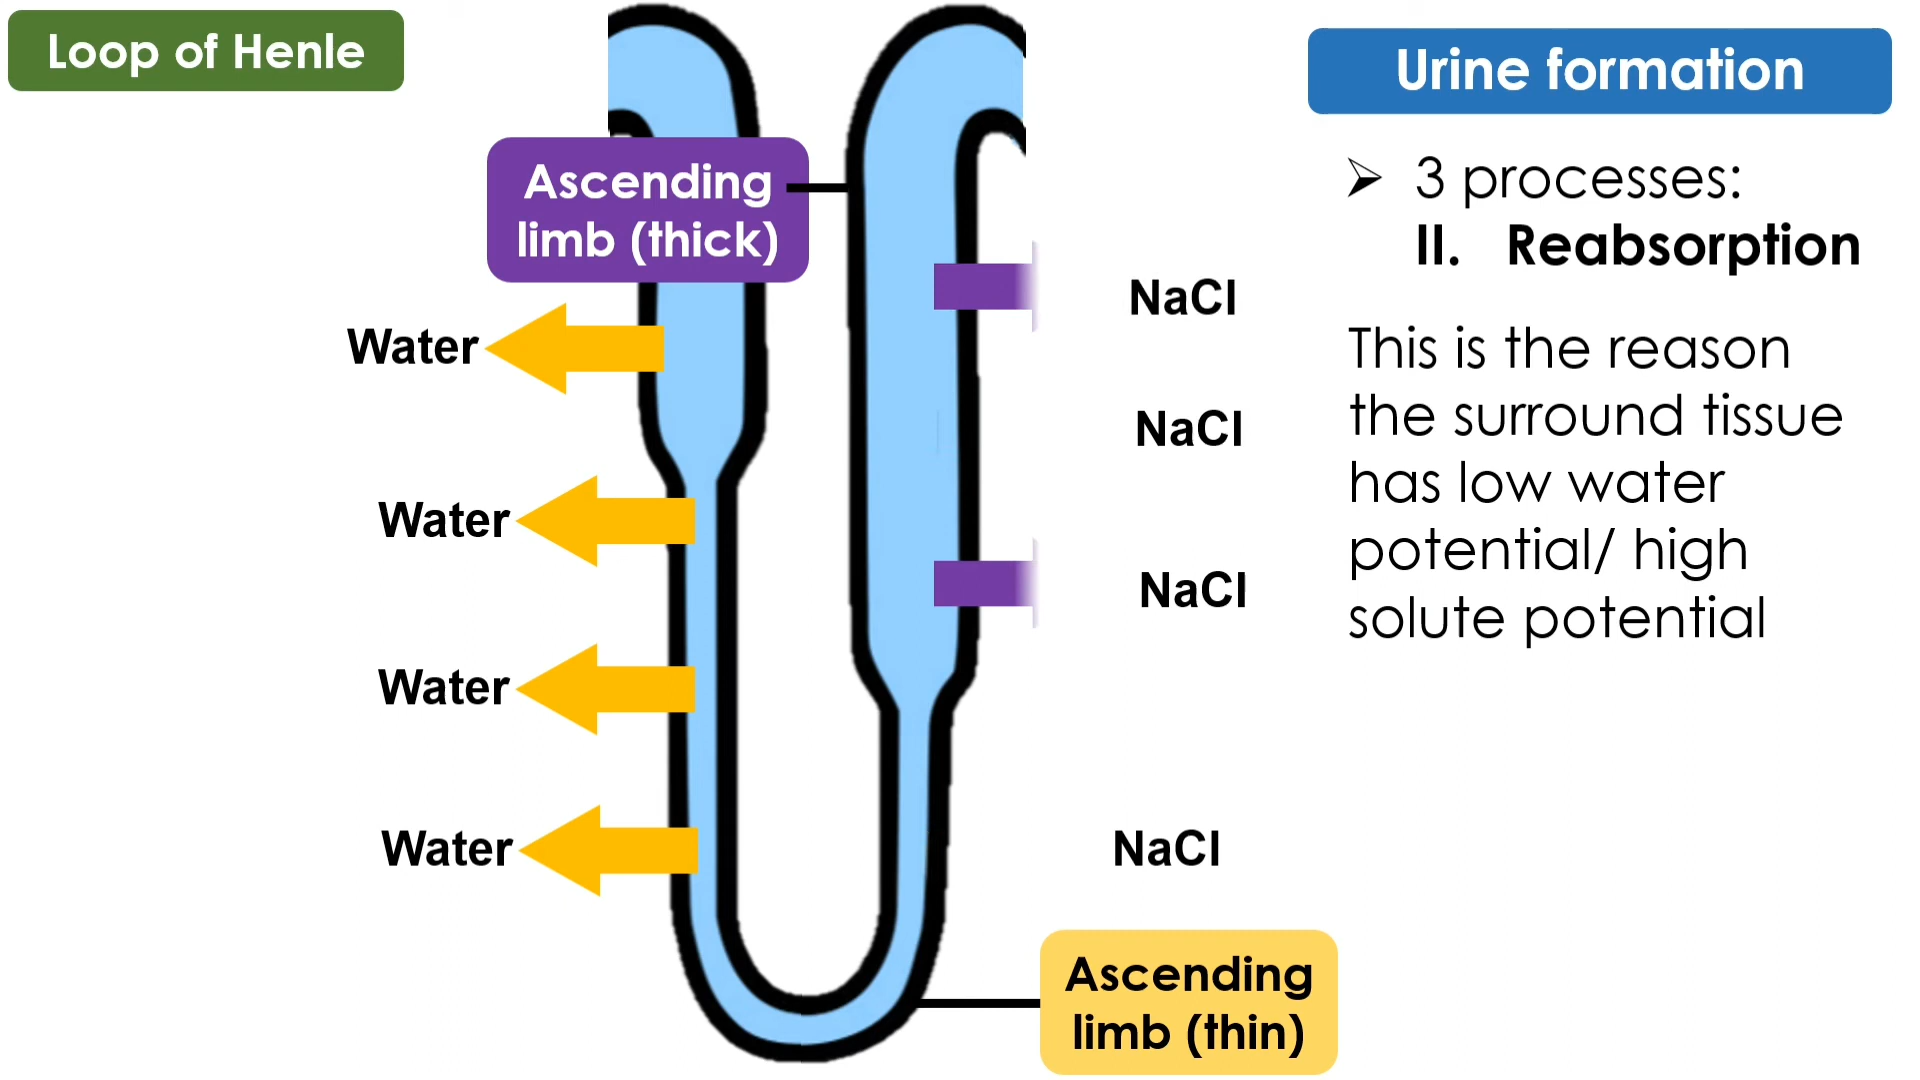 Loop of Henle
Urine formation
Ascending
limb (thick)
➢ 3 processes:
II. Reabsorption
This is the reason
the surround tissue
has low water
potential/ high
solute potential
Water
Water
Water
Water
NaCl
NaCl
NaCl
NaCl
Ascending
limb (thin)